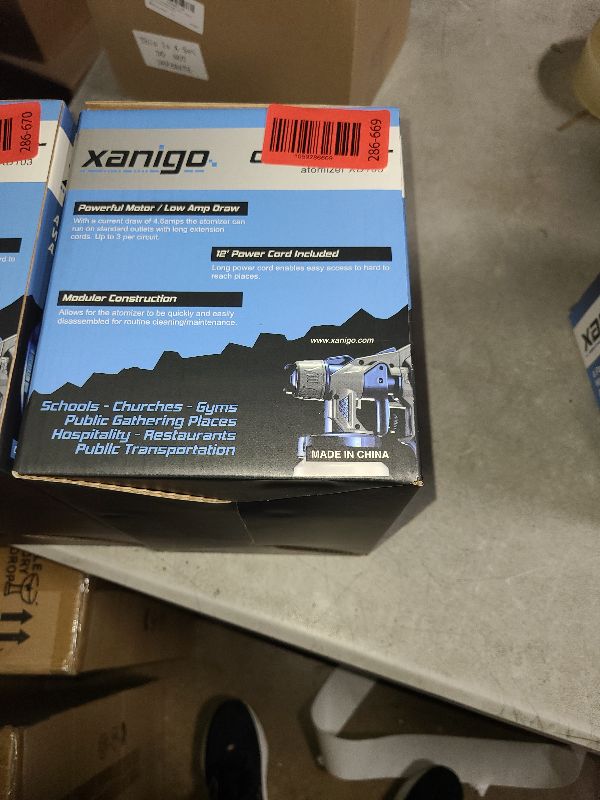 286-670
286-669
xanigo.
atomizer
Powerful Motor / Low Amp Draw
With a current draw of 4.6amps the atomizer can
run on standard outlets with long extension
cords. Up to 3 per circuit.
12' Power Cord Included
Long power cord enables easy access to hard to
reach places.
Modular Construction
Allows for the atomizer to be quickly and easily
disassembled for routine cleaning/maintenance.
www.xanigo.com
Schools - Churches - Gyms
Public Gathering Places
Hospitality - Restaurants
Public Transportation
MADE IN CHINA